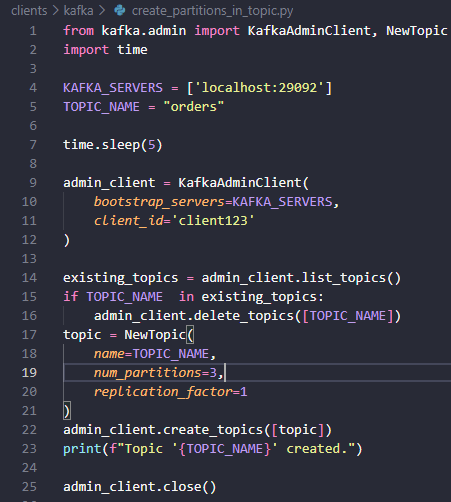 clients > kafka > create_partitions_in_topic.py
1 from kafka.admin import KafkaAdminClient, NewTopic
2 import time
3
4 KAFKA_SERVERS = ['localhost:29092']
5 TOPIC_NAME = "orders"
6
7 time.sleep(5)
8
9 admin_client = KafkaAdminClient(
10     bootstrap_servers=KAFKA_SERVERS,
11     client_id='client123'
12 )
13
14 existing_topics = admin_client.list_topics()
15 if TOPIC_NAME  in existing_topics:
16     admin_client.delete_topics([TOPIC_NAME])
17 topic = NewTopic(
18     name=TOPIC_NAME,
19     num_partitions=3,
20     replication_factor=1
21 )
22 admin_client.create_topics([topic])
23 print(f"Topic '{TOPIC_NAME}' created.")
24
25 admin_client.close()